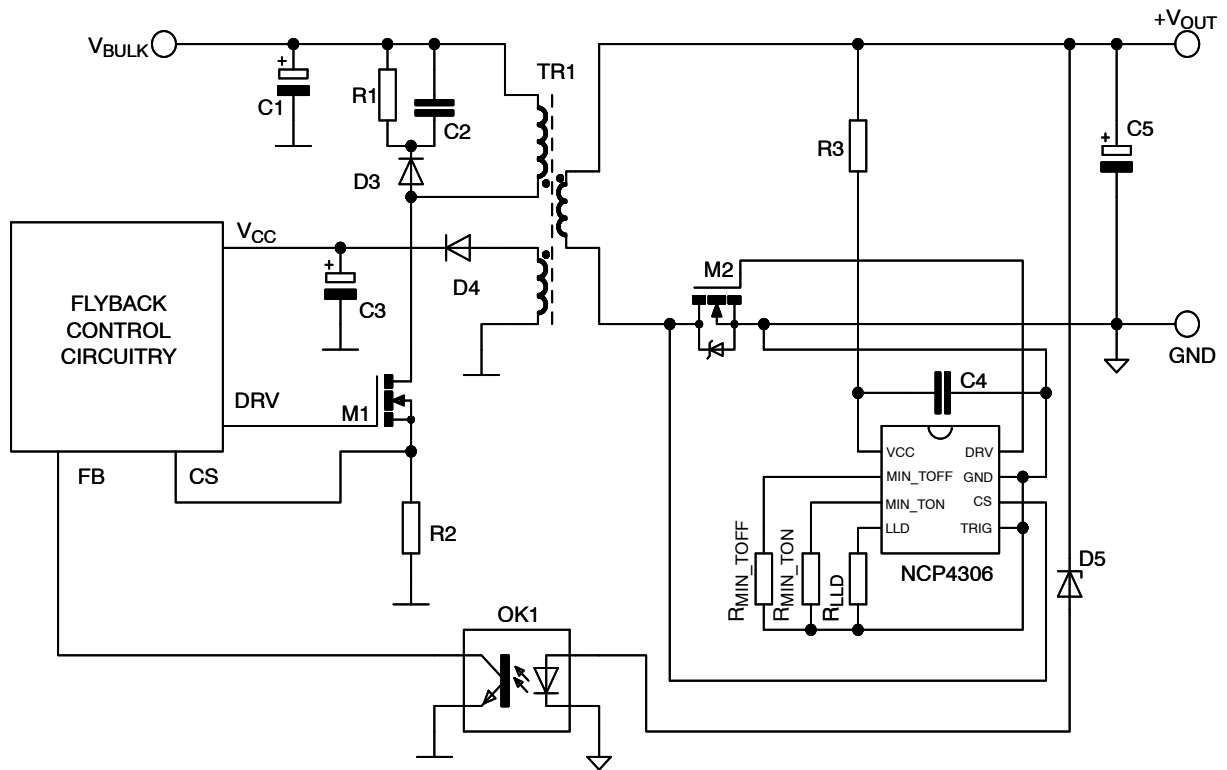 +VOUT
VBULK
TR1
+
C1
R1
C2
R3
+
C5
D3
VCC
+
C3
D4
M2
GND
FLYBACK
CONTROL
CIRCUITRY
C4
DRV
M1
VCC
DRV
MIN_TOFF
GND
MIN_TON
CS
LLD
TRIG
FB
CS
R2
RMIN_TOFF
RMIN_TON
RLLD
NCP4306
D5
OK1